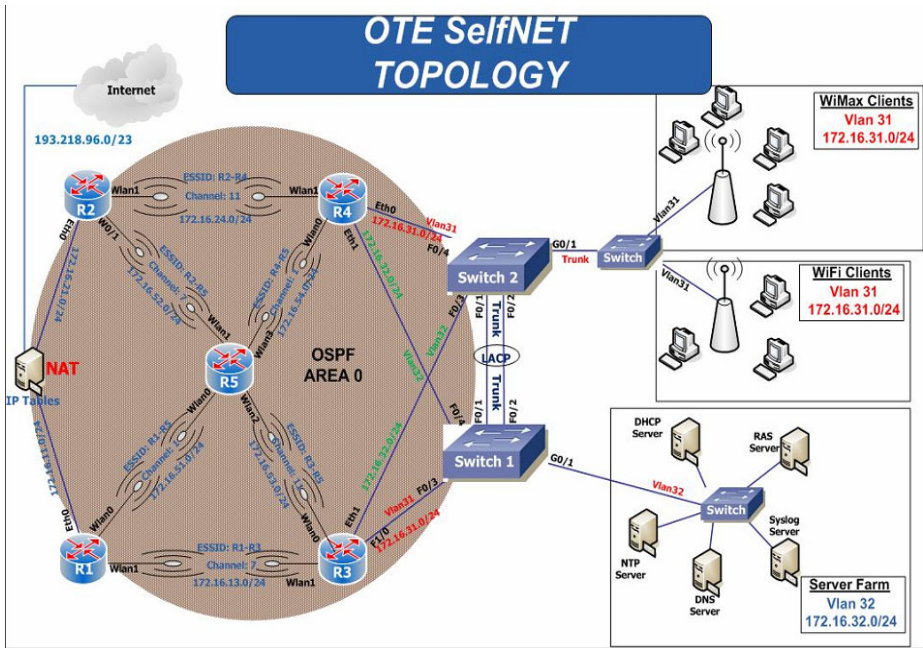 OTE SelfNET
TOPOLOGY
Internet
193.218.96.0/23
R2
Wlan1
ESSID: R2-R4
Channel: 11
172.16.24.0/24
Wlan1
R4
Eth0
Vlan31
172.16.31.0/24
F0/4
Eth0
W0/1
ESSID: R2-R5
172.16.52.0/24
Wlan1
Wlan0
ESSID: R4-R5
172.16.54.0/24
Wlan3
Eth1
172.16.32.0/24
Vlan32
172.16.21.0/24
NAT
IP Tables
172.16.11.0/24
Eth0
R5
OSPF
AREA 0
Wlan0
ESSID: R1-R5
Channel: 1
172.16.51.0/24
Wlan0
Wlan2
ESSID: R3-R5
172.16.53.0/24
Wlan0
R1
Wlan1
ESSID: R1-R3
Channel: 7
172.16.13.0/24
Wlan1
R3
Eth1
172.16.32.0/24
Vlan32
F0/3
F1/0
Vlan31
172.16.31.0/24
F0/3
F0/4
Switch 2
F0/1
F0/2
Trunk
LACP
Trunk
F0/1
F0/2
Switch 1
G0/1
Trunk
Switch
Vlan31
Vlan31
WiMax Clients
Vlan 31
172.16.31.0/24
WiFi Clients
Vlan 31
172.16.31.0/24
G0/1
Vlan32
Switch
DHCP
Server
RAS
Server
NTP
Server
DNS
Server
Syslog
Server
Server Farm
Vlan 32
172.16.32.0/24